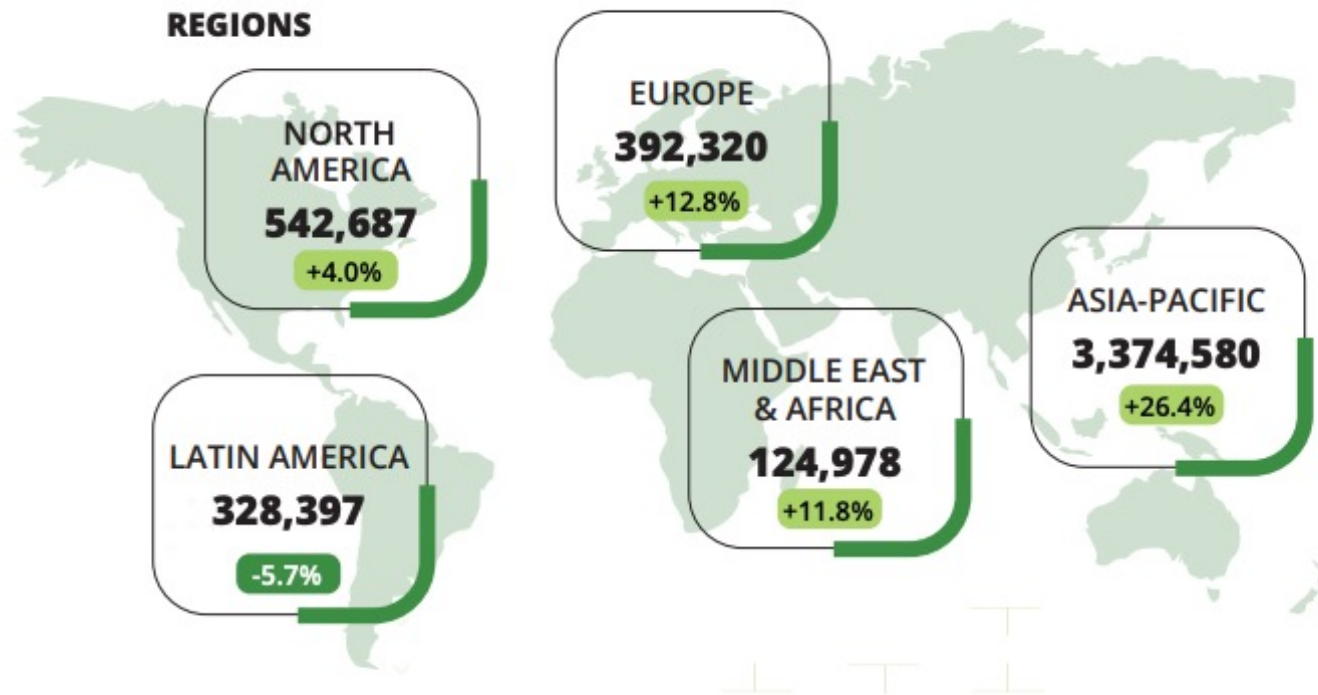 REGIONS
NORTH
AMERICA
542,687
+4.0%
EUROPE
392,320
+12.8%
ASIA-PACIFIC
3,374,580
+26.4%
MIDDLE EAST
& AFRICA
124,978
+11.8%
LATIN AMERICA
328,397
-5.7%